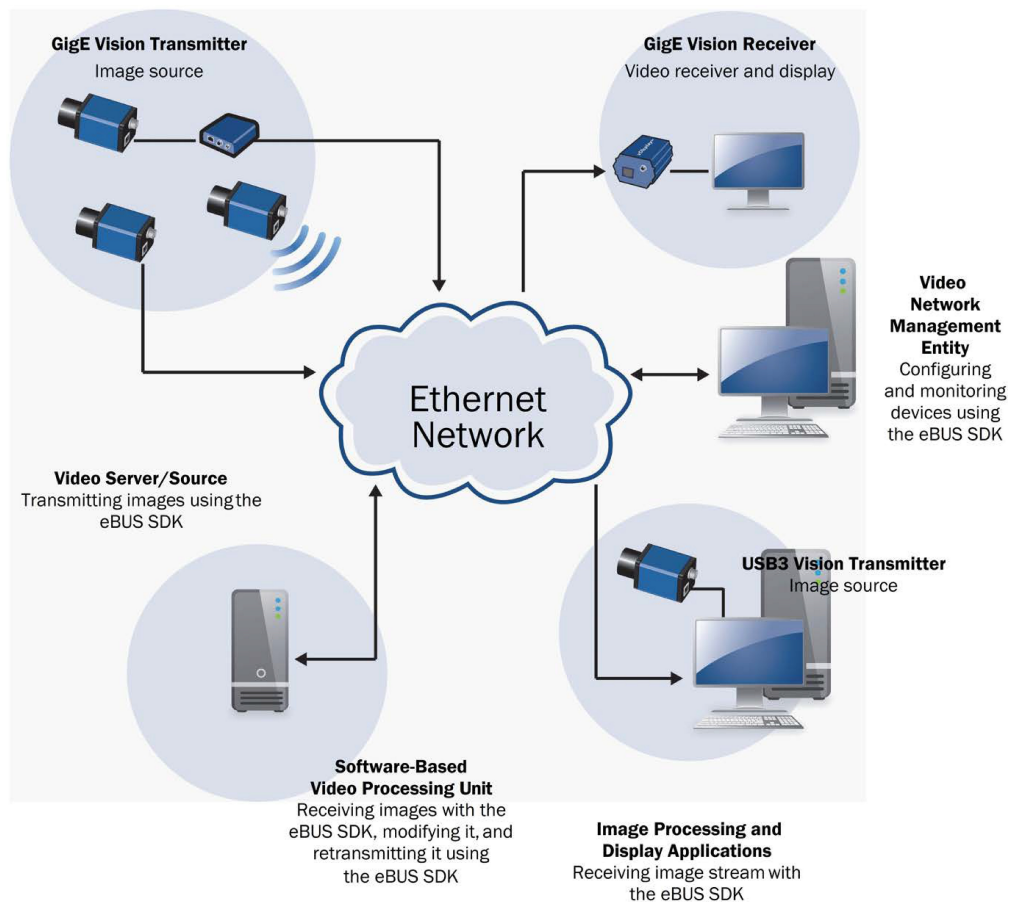 GigE Vision Transmitter
Image source
GigE Vision Receiver
Video receiver and display
Video
Network
Management
Entity
Configuring
and monitoring
devices using
the eBUS SDK
Ethernet
Network
Video Server/Source
Transmitting images using the
eBUS SDK
USB3 Vision Transmitter
Image source
Software-Based
Video Processing Unit
Receiving images with the
eBUS SDK, modifying it, and
retransmitting it using
the eBUS SDK
Image Processing and
Display Applications
Receiving image stream with
the eBUS SDK